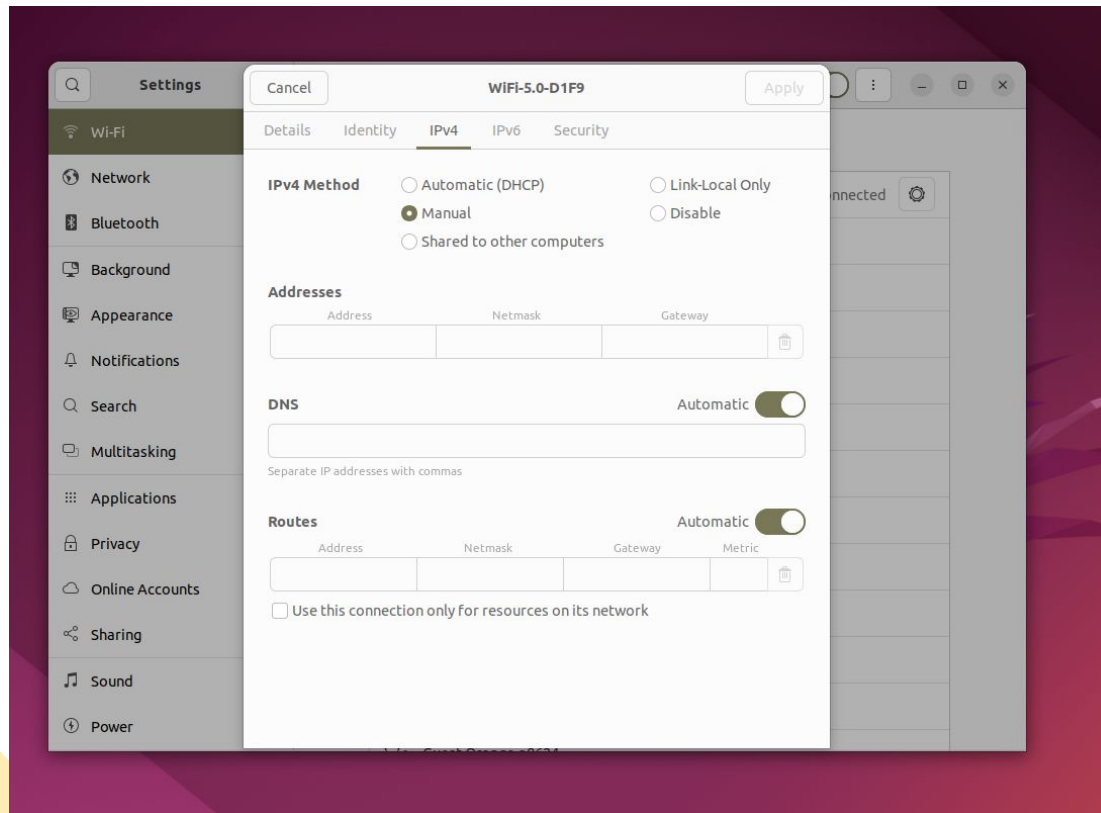 Settings
Cancel
WiFi-5.0-D1F9
Apply
Details Identity IPv4 IPv6 Security
Wi-Fi
Network
Bluetooth
Background
Appearance
Notifications
Search
Multitasking
Applications
Privacy
Online Accounts
Sharing
Sound
Power
IPv4 Method
Automatic (DHCP)
Link-Local Only
Manual
Disable
Shared to other computers
nnected
Addresses
Address Netmask Gateway
DNS
Automatic
Separate IP addresses with commas
Routes
Automatic
Address Netmask Gateway Metric
Use this connection only for resources on its network